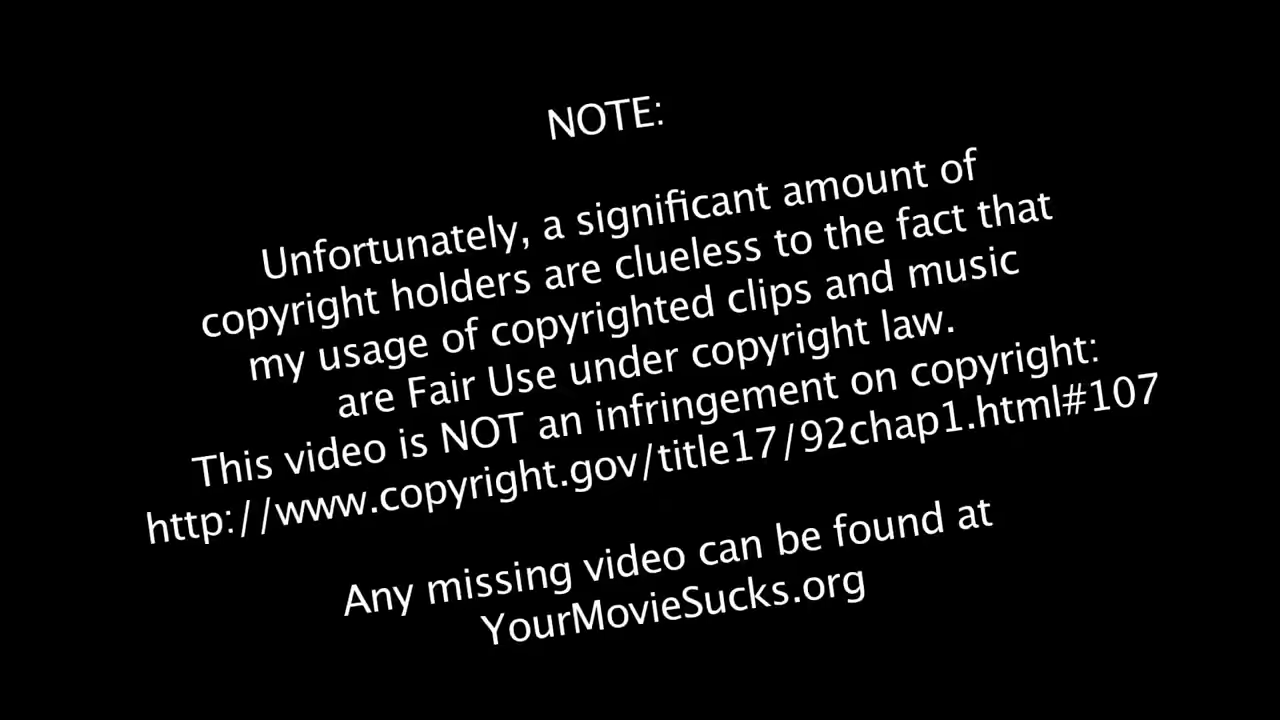 NOTE:
Unfortunately, a significant amount of
copyright holders are clueless to the fact that
my usage of copyrighted clips and music
are Fair Use under copyright law.
This video is NOT an infringement on copyright:
http://www.copyright.gov/title17/92chap1.html#107
Any missing video can be found at
YourMovieSucks.org